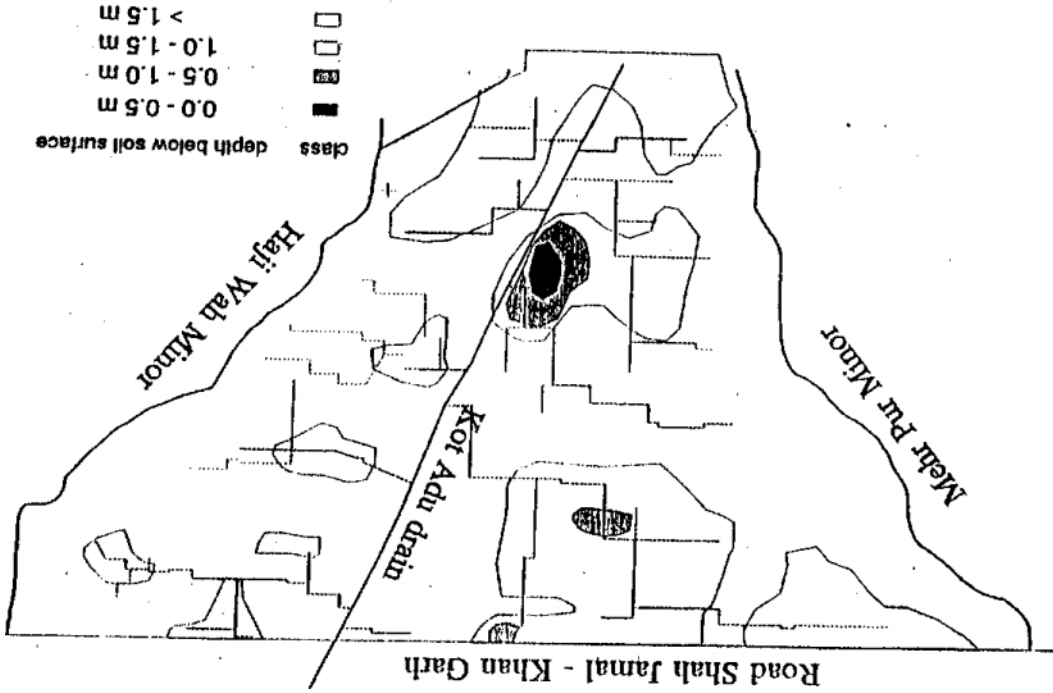 Road Shah Jamal - Khan Garh
Kot Adu drain
Mehr Pur Minor
Haji Wah Minor
class depth below soil surface
0.0 - 0.5 m
0.5 - 1.0 m
1.0 - 1.5 m
> 1.5 m